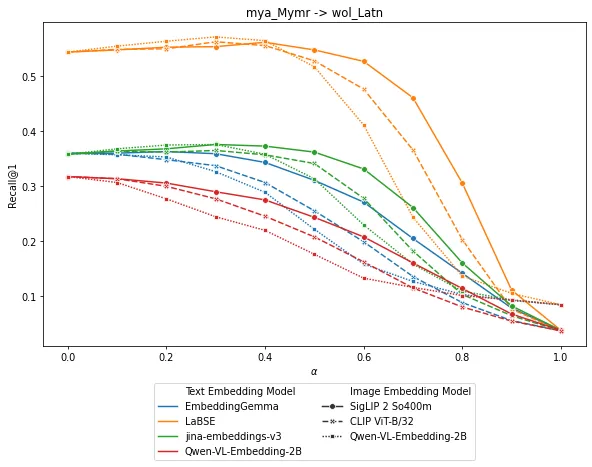 mya_Mymr -> wol_Latn
Recall@1
0.5
0.4
0.3
0.2
0.1
0.0 0.2 0.4 0.6 0.8 1.0
α
Text Embedding Model Image Embedding Model
EmbeddingGemma SigLIP 2 So400m
LaBSE CLIP ViT-B/32
jina-embeddings-v3 Qwen-VL-Embedding-2B
Qwen-VL-Embedding-2B